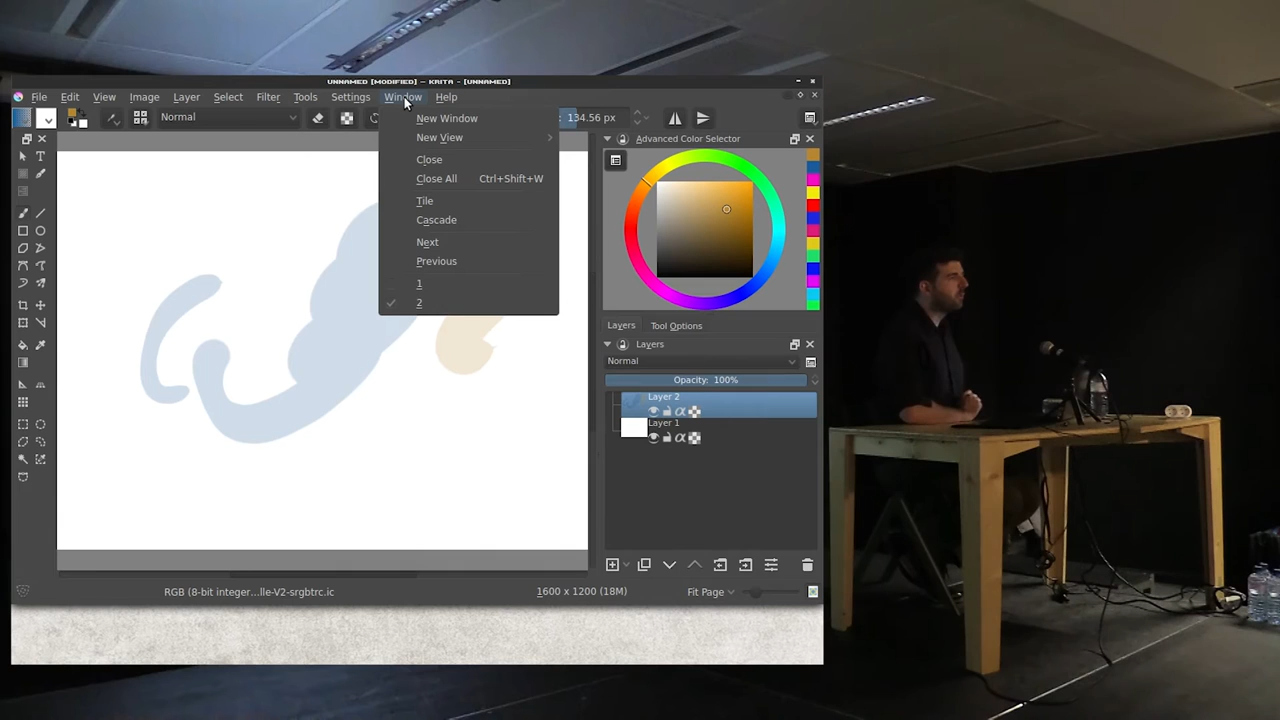 UNNAMED [MODIFIED] – KRITA - [UNNAMED]
File Edit View Image Layer Select Filter Tools Settings Window Help
Normal
: 134.56 px
New Window
New View
Close
Close All Ctrl+Shift+W
Tile
Cascade
Next
Previous
1
2
Advanced Color Selector
Layers Tool Options
Layers
Normal
Opacity: 100%
Layer 2
Layer 1
RGB (8-bit integer...lle-V2-srgbtrc.ic
1600 x 1200 (18M)
Fit Page